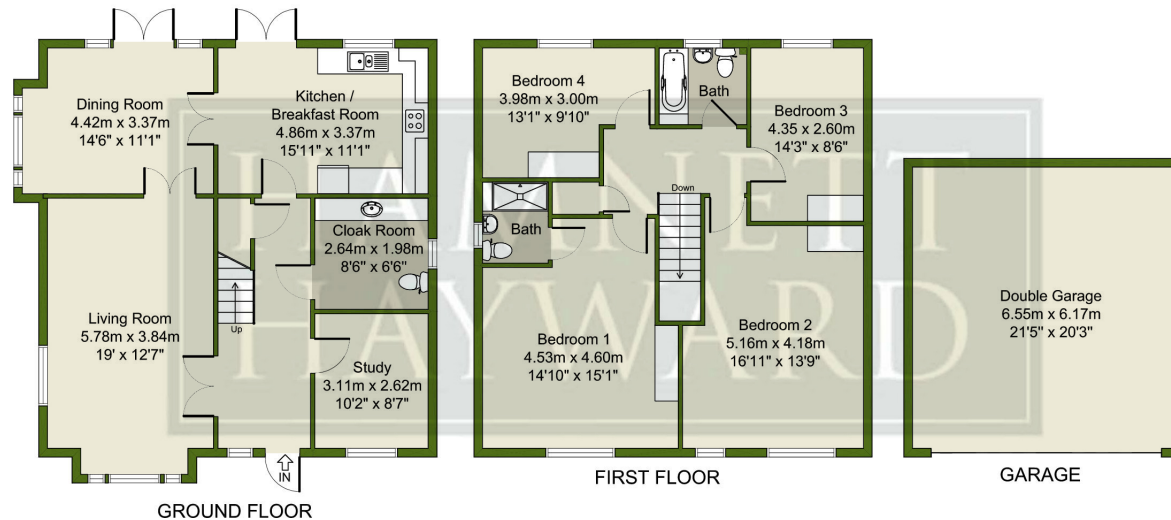 Dining Room
4.42m x 3.37m
14'6" x 11'1"
Kitchen /
Breakfast Room
4.86m x 3.37m
15'11" x 11'1"
Cloak Room
2.64m x 1.98m
8'6" x 6'6"
Living Room
5.78m x 3.84m
19' x 12'7"
Up
Study
3.11m x 2.62m
10'2" x 8'7"
IN
GROUND FLOOR
Bedroom 4
3.98m x 3.00m
13'1" x 9'10"
Bath
Bedroom 3
4.35 x 2.60m
14'3" x 8'6"
Down
Bath
Bedroom 1
4.53m x 4.60m
14'10" x 15'1"
Bedroom 2
5.16m x 4.18m
16'11" x 13'9"
FIRST FLOOR
Double Garage
6.55m x 6.17m
21'5" x 20'3"
GARAGE
HAMNETT
HAYWARD